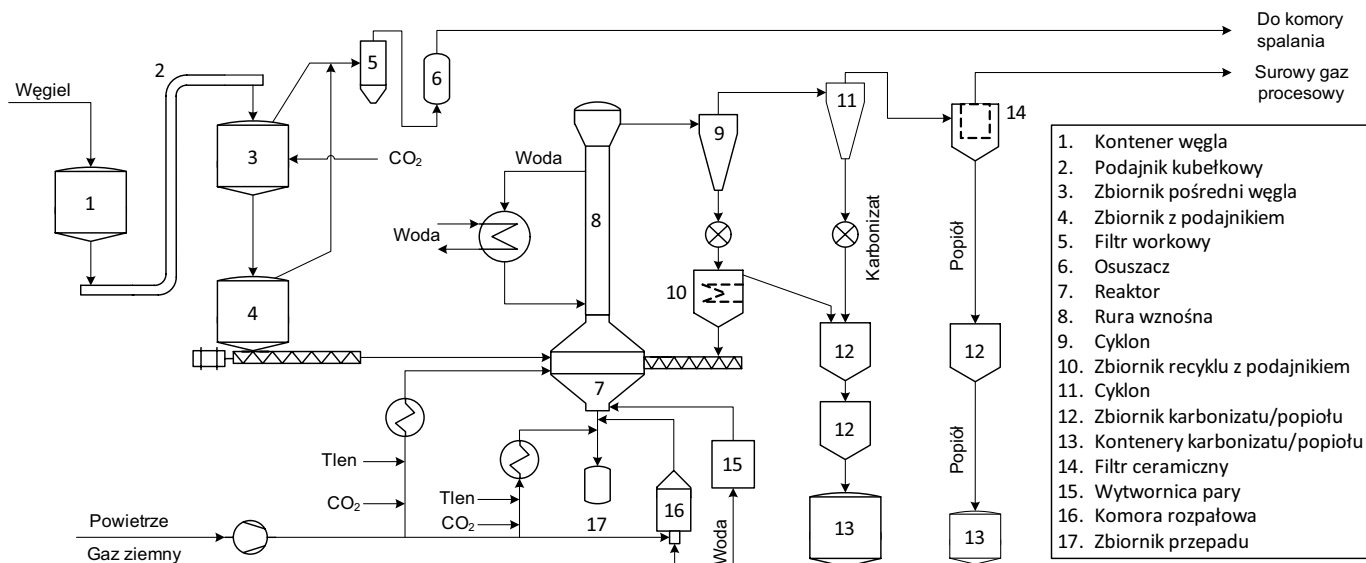 Do komory
spalania
Surowy gaz
procesowy
Węgiel
2
5
6
11
14
9
3
CO₂
1
Woda
8
Woda
Karbonizat
Popiół
10
4
12
12
7
12
Tlen
15
CO₂
Tlen
CO₂
16
17
Popiół
13
13
Powietrze
Gaz ziemny
Woda
1. Kontener węgla
2. Podajnik kubełkowy
3. Zbiornik pośredni węgla
4. Zbiornik z podajnikiem
5. Filtr workowy
6. Osuszacz
7. Reaktor
8. Rura wznośna
9. Cyklon
10. Zbiornik recyklu z podajnikiem
11. Cyklon
12. Zbiornik karbonizatu/popiołu
13. Kontenery karbonizatu/popiołu
14. Filtr ceramiczny
15. Wytwornica pary
16. Komora rozpałowa
17. Zbiornik przepadu